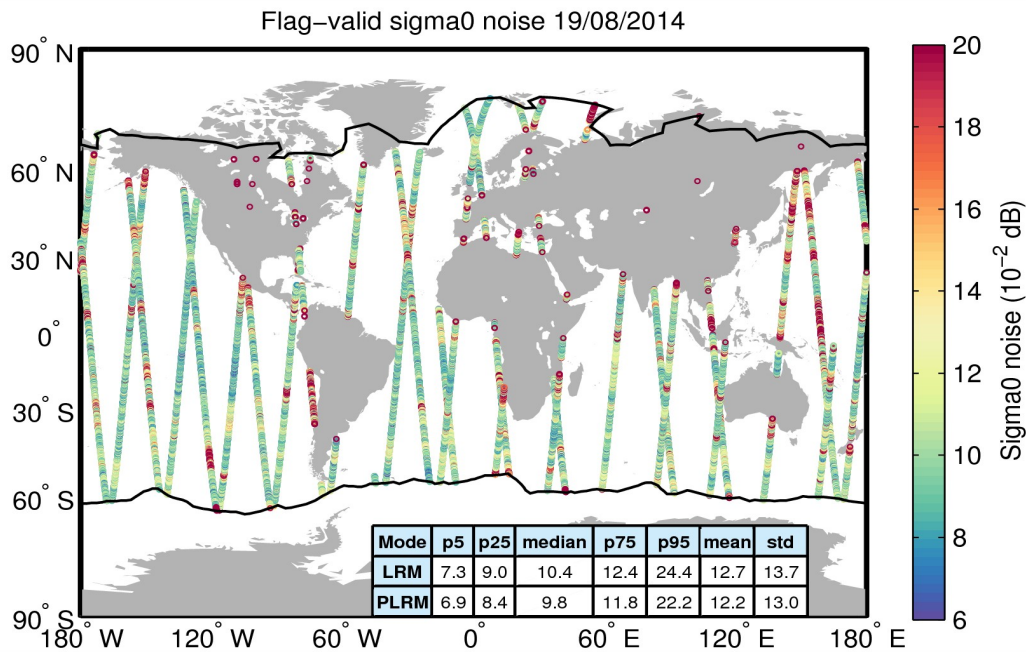 Flag−valid sigma0 noise 19/08/2014
90° N
60° N
30° N
0°
30° S
60° S
90° S
180° W
120° W
60° W
0°
60° E
120° E
180° E
Mode p5 p25 median p75 p95 mean std
LRM 7.3 9.0 10.4 12.4 24.4 12.7 13.7
PLRM 6.9 8.4 9.8 11.8 22.2 12.2 13.0
20
18
16
14
12
10
8
6
Sigma0 noise (10⁻² dB)